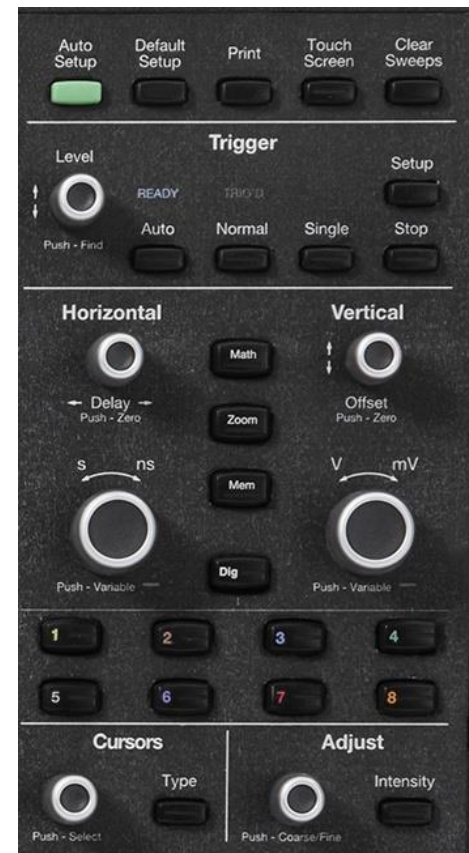 Auto Setup
Default Setup
Print
Touch Screen
Clear Sweeps
Trigger
Level
Setup
READY
TRIG'D
Push - Find
Auto
Normal
Single
Stop
Horizontal
Vertical
Math
Delay
Push - Zero
Offset
Push - Zero
Zoom
s
ns
V
mV
Mem
Dig
Push - Variable
Push - Variable
1
2
3
4
5
6
7
8
Cursors
Adjust
Type
Intensity
Push - Select
Push - Coarse/Fine